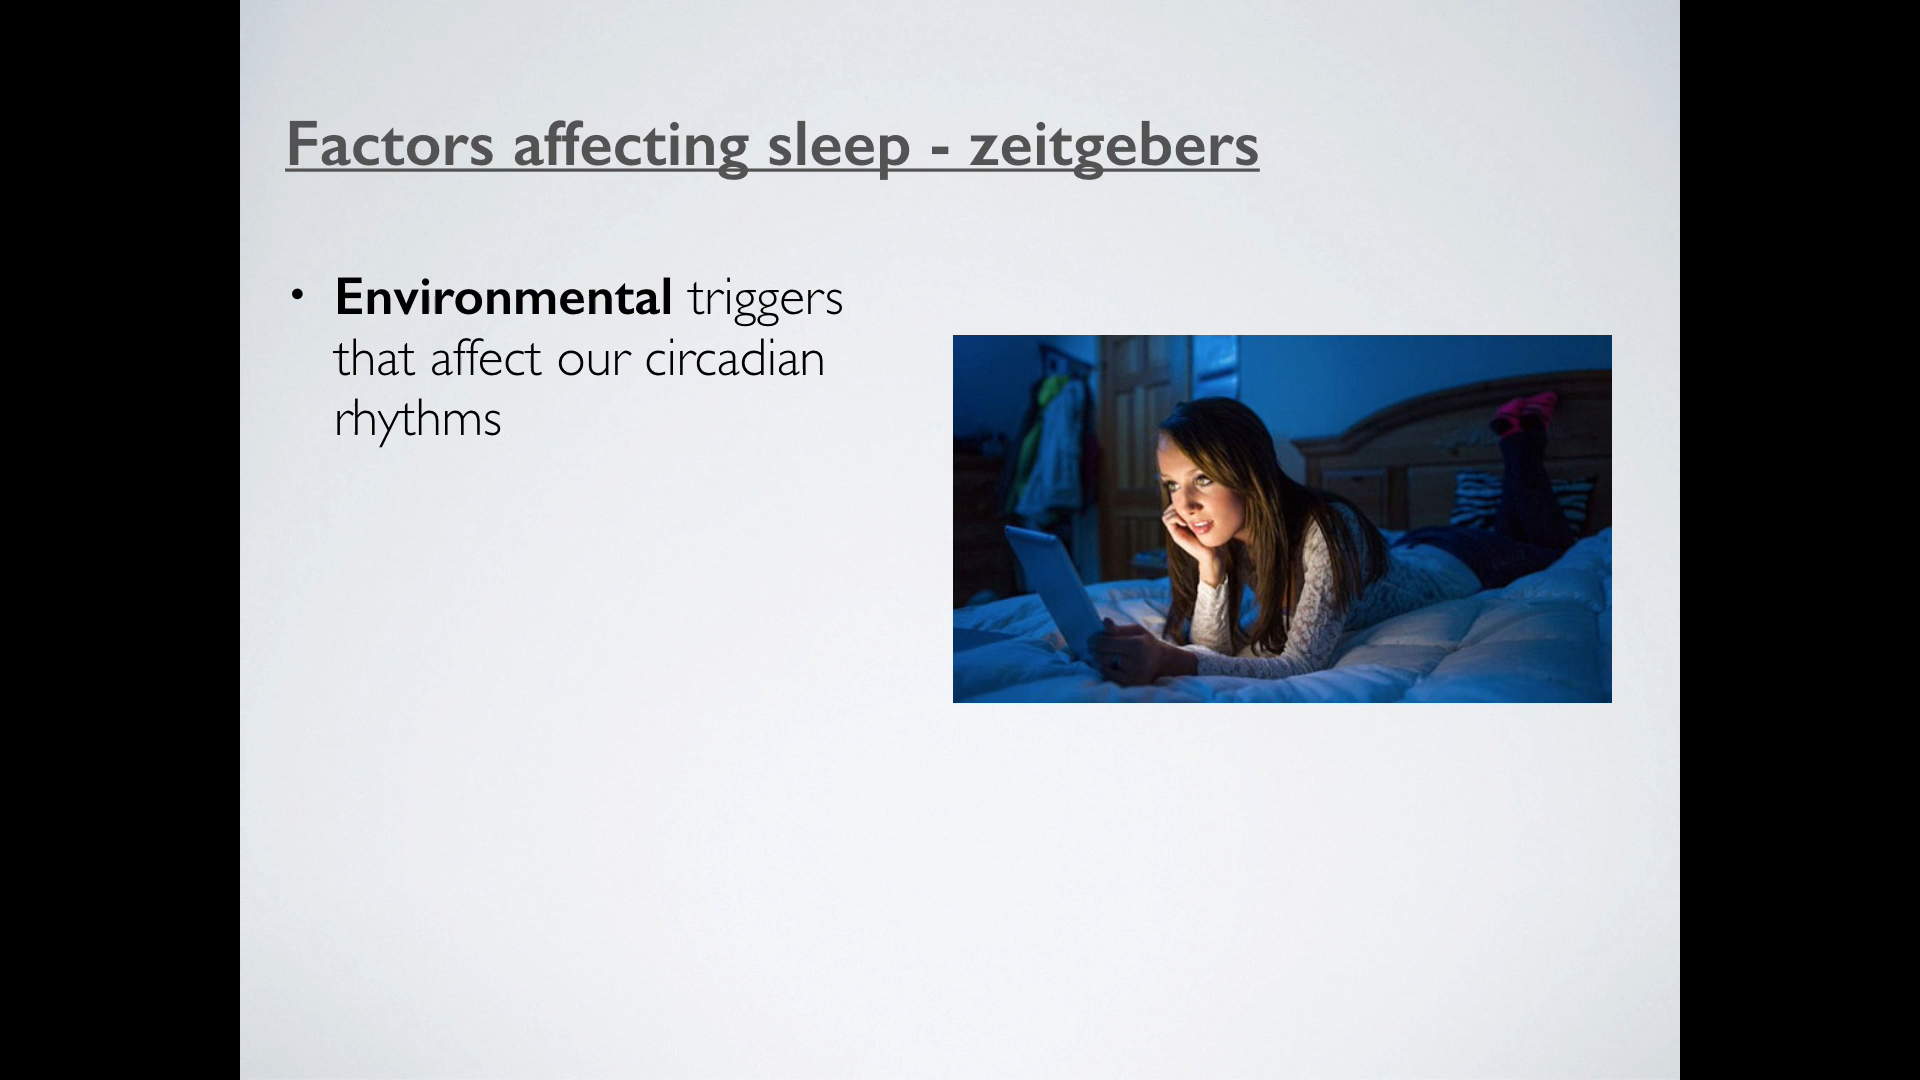 Factors affecting sleep - zeitgebers
• Environmental triggers
that affect our circadian
rhythms